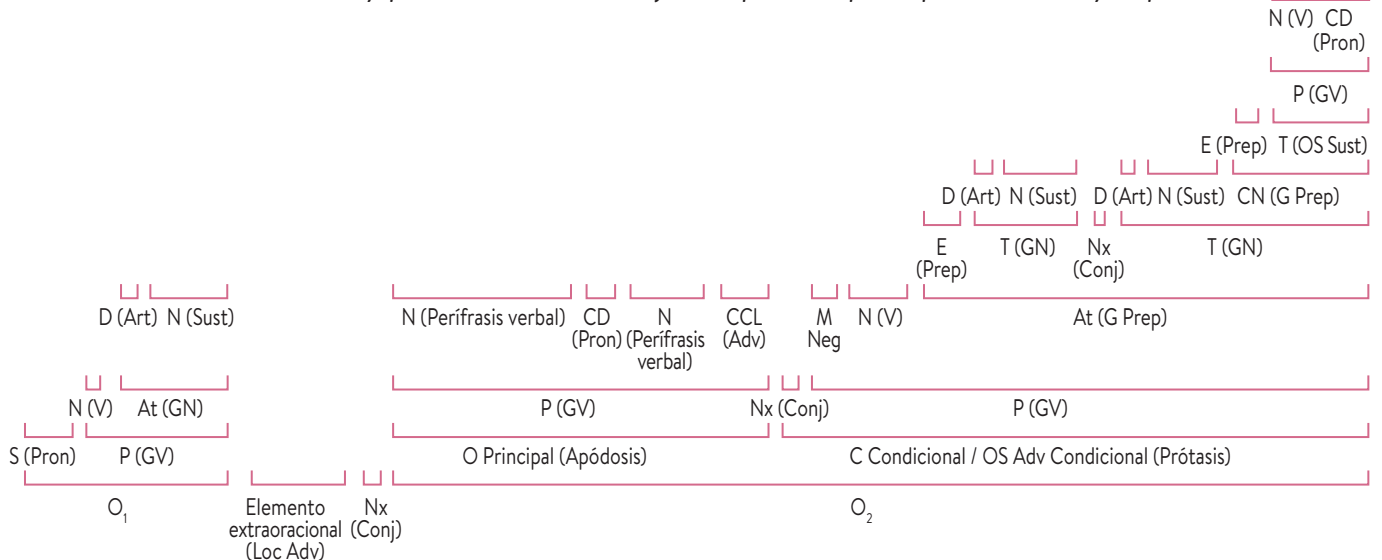 N (V) CD
(Pron)
P (GV)
E (Prep) T (OS Sust)
D (Art) N (Sust) D (Art) N (Sust) CN (G Prep)
E T (GN) Nx T (GN)
(Prep) (Conj)
D (Art) N (Sust) N (Perífrasis verbal) CD N CCL M N (V) At (G Prep)
(Pron) (Perífrasis (Adv) Neg
verbal)
N (V) At (GN) P (GV) Nx (Conj) P (GV)
S (Pron) P (GV) O Principal (Apódosis) C Condicional / OS Adv Condicional (Prótasis)
O₁ Elemento Nx O₂
extraoracional (Conj)
(Loc Adv)